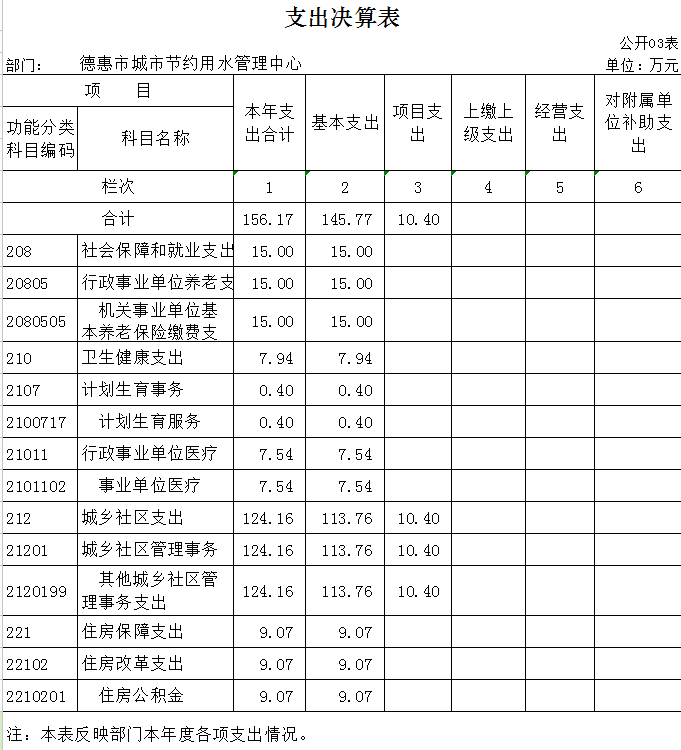 支出决算表
公开03表
部门： 德惠市城市节约用水管理中心 单位：万元
项 目 本年支出合计 基本支出 项目支出 上缴上级支出 经营支出 对附属单位补助支出
功能分类科目编码 科目名称
栏次 1 2 3 4 5 6
合计 156.17 145.77 10.40
208 社会保障和就业支出 15.00 15.00
20805 行政事业单位养老支 15.00 15.00
2080505 机关事业单位基本养老保险缴费支 15.00 15.00
210 卫生健康支出 7.94 7.94
2107 计划生育事务 0.40 0.40
2100717 计划生育服务 0.40 0.40
21011 行政事业单位医疗 7.54 7.54
2101102 事业单位医疗 7.54 7.54
212 城乡社区支出 124.16 113.76 10.40
21201 城乡社区管理事务 124.16 113.76 10.40
2120199 其他城乡社区管理事务支出 124.16 113.76 10.40
221 住房保障支出 9.07 9.07
22102 住房改革支出 9.07 9.07
2210201 住房公积金 9.07 9.07
注：本表反映部门本年度各项支出情况。